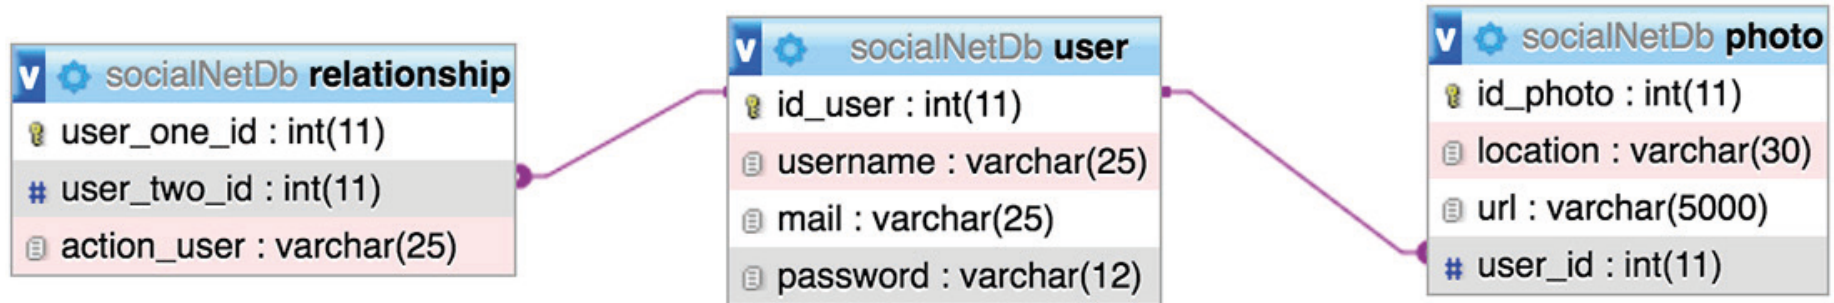 socialNetDb relationship
user_one_id : int(11)
# user_two_id : int(11)
action_user : varchar(25)
socialNetDb user
id_user : int(11)
username : varchar(25)
mail : varchar(25)
password : varchar(12)
socialNetDb photo
id_photo : int(11)
location : varchar(30)
url : varchar(5000)
# user_id : int(11)